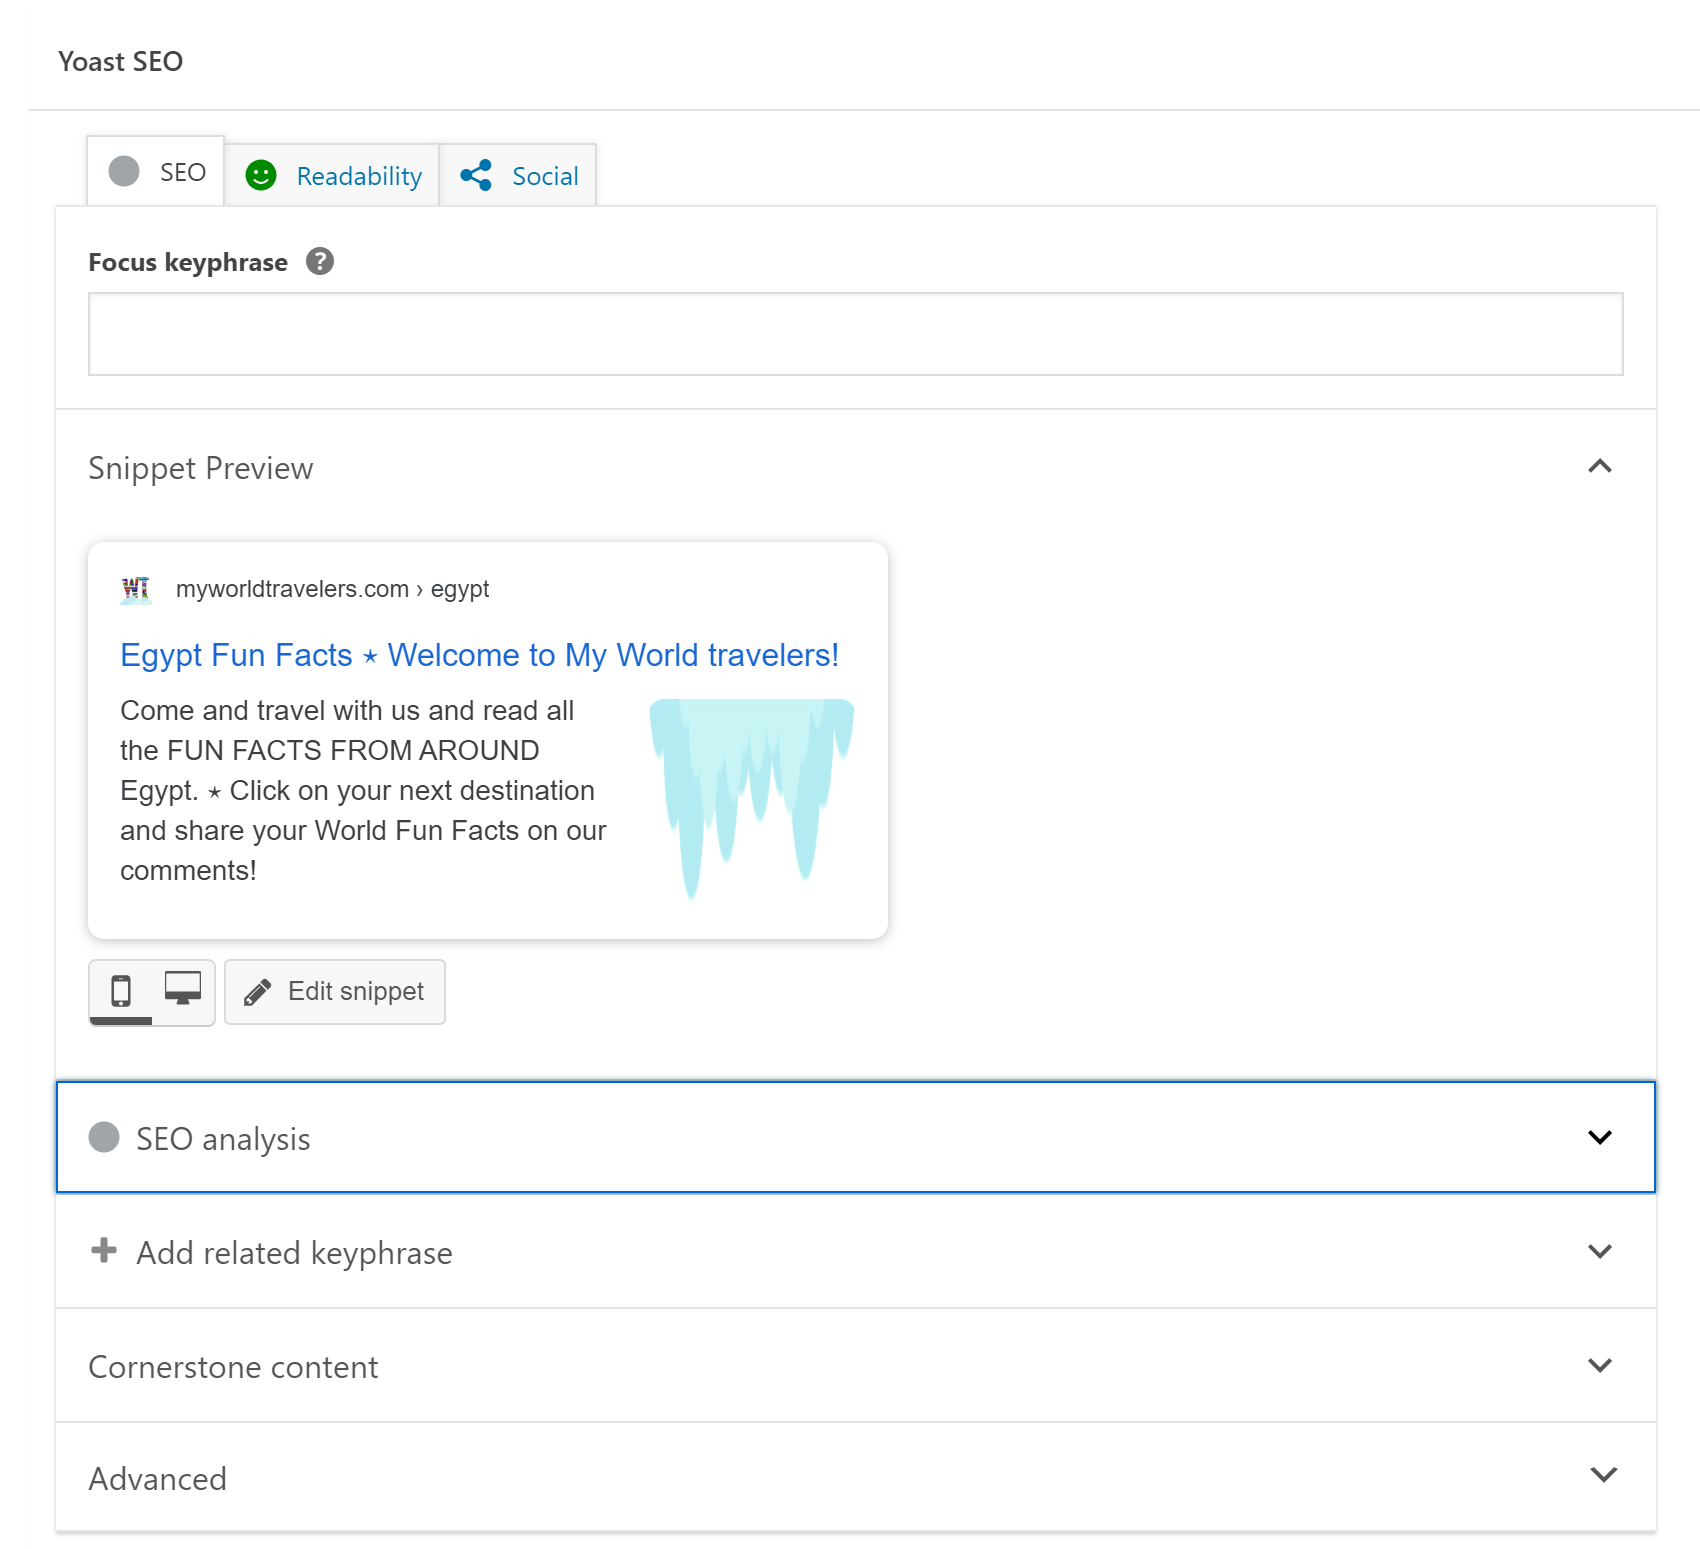 Yoast SEO
SEO
Readability
Social
Focus keyphrase ?
Snippet Preview
WT
myworldtravelers.com › egypt
Egypt Fun Facts ⋆ Welcome to My World travelers!
Come and travel with us and read all
the FUN FACTS FROM AROUND
Egypt. ⋆ Click on your next destination
and share your World Fun Facts on our
comments!
Edit snippet
SEO analysis
Add related keyphrase
Cornerstone content
Advanced